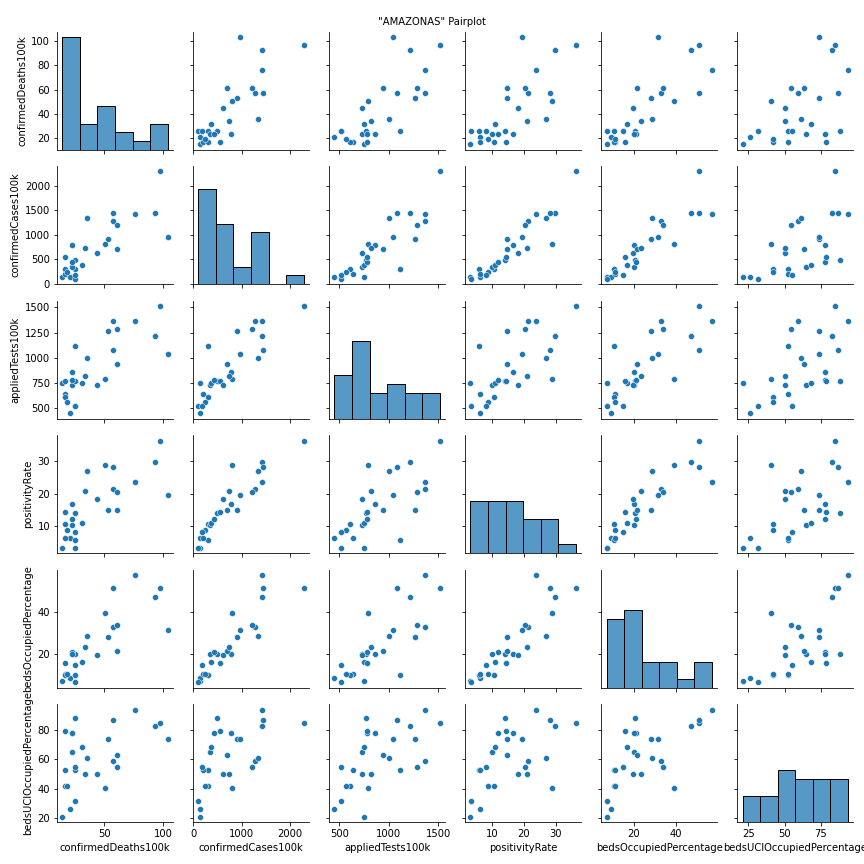 "AMAZONAS" Pairplot
confirmedDeaths100k
100
80
60
40
20
confirmedCases100k
2000
1500
1000
500
0
appliedTests100k
1500
1250
1000
750
500
positivityRate
30
20
10
bedsOccupiedPercentage
40
20
bedsUCIOccupiedPercentage
80
60
40
20
50 100
0 1000 2000
500 1000 1500
10 20 30
20 40
25 50 75
confirmedDeaths100k confirmedCases100k appliedTests100k positivityRate bedsOccupiedPercentage bedsUCIOccupiedPercentage